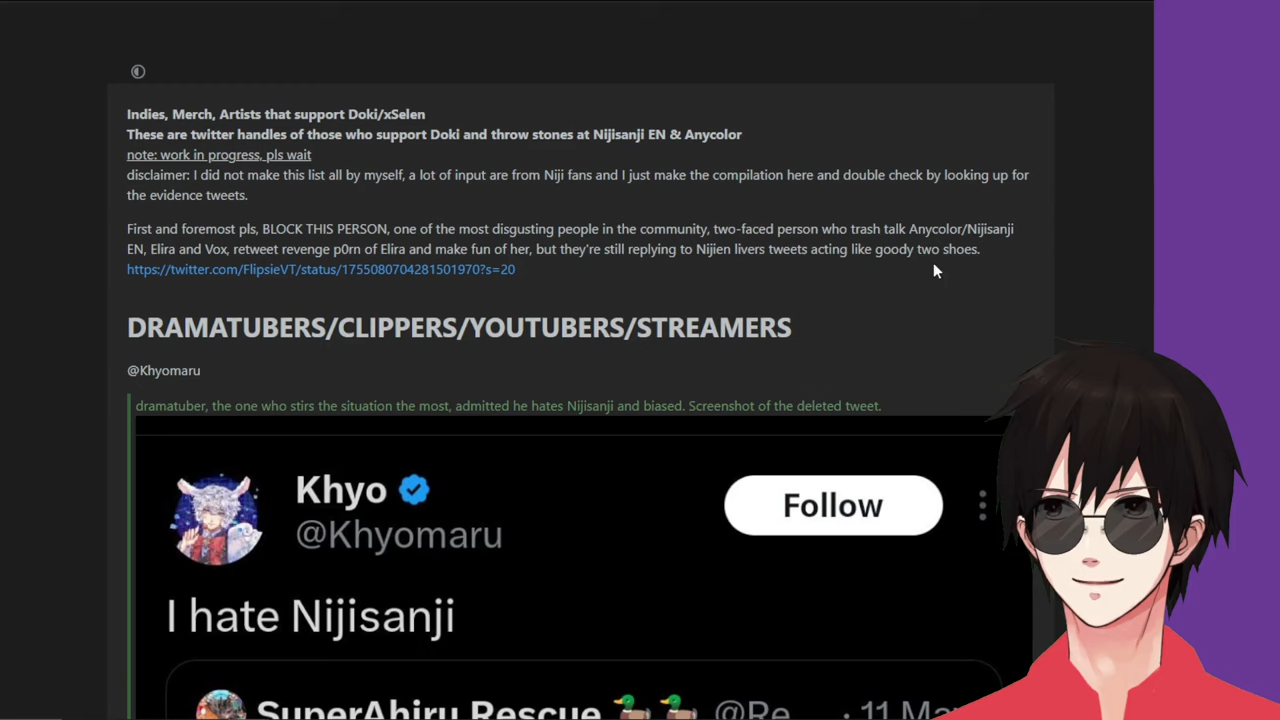 Indies, Merch, Artists that support Doki/xSelen
These are twitter handles of those who support Doki and throw stones at Nijisanji EN & Anycolor
note: work in progress, pls wait
disclaimer: I did not make this list all by myself, a lot of input are from Niji fans and I just make the compilation here and double check by looking up for
the evidence tweets.
First and foremost pls, BLOCK THIS PERSON, one of the most disgusting people in the community, two-faced person who trash talk Anycolor/Nijisanji
EN, Elira and Vox, retweet revenge p0rn of Elira and make fun of her, but they're still replying to Nijien livers tweets acting like goody two shoes.
https://twitter.com/FlipsieVT/status/1755080704281501970?s=20
DRAMATUBERS/CLIPPERS/YOUTUBERS/STREAMERS
@Khyomaru
dramatuber, the one who stirs the situation the most, admitted he hates Nijisanji and biased. Screenshot of the deleted tweet.
Khyo
Follow
@Khyomaru
I hate Nijisanji
SuperAhiru Rescue 🦆🦆 @Re... · 11 Ma